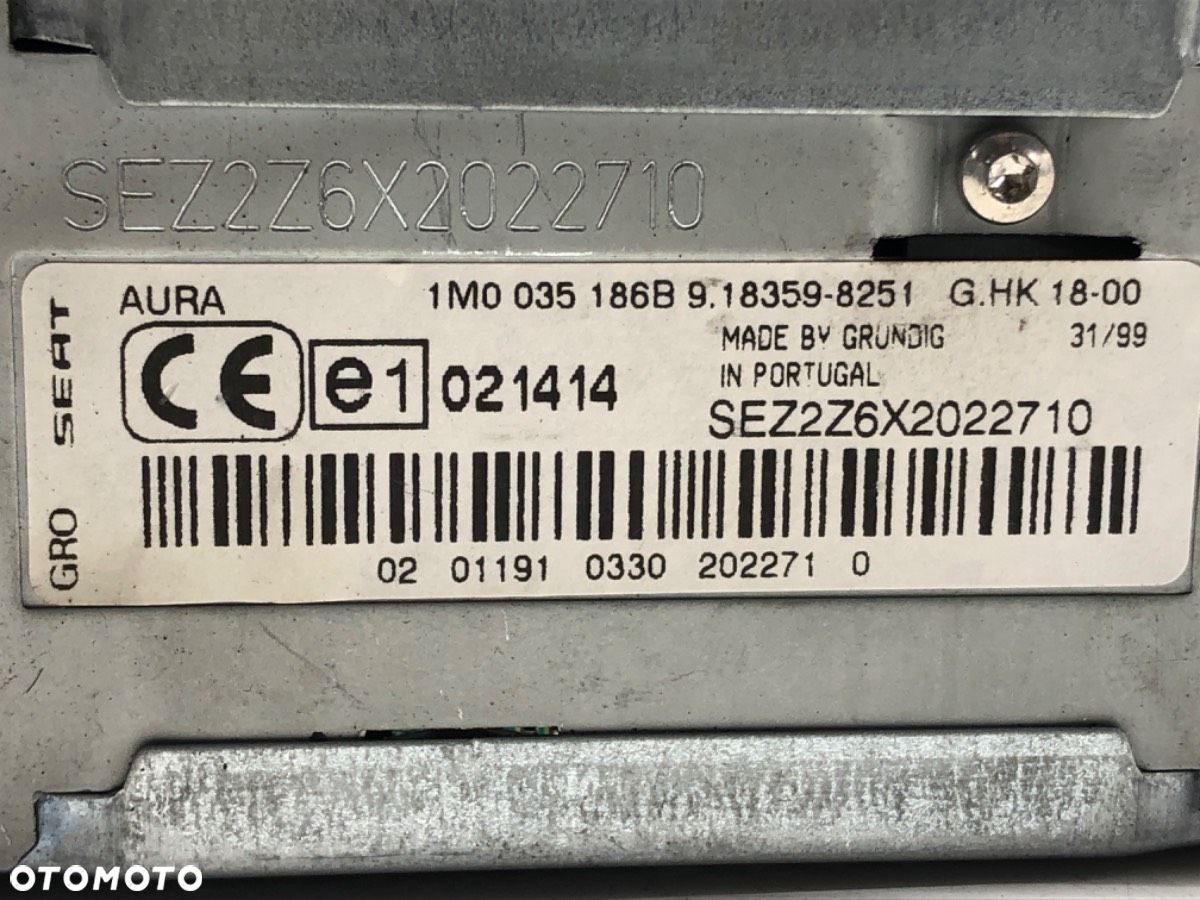 SEZ2Z6X2022710
GRO SEAT
AURA 1M0 035 186B 9.18359-8251 G.HK 18-00
MADE BY GRUNDIG 31/99
IN PORTUGAL
CE e1 021414
SEZ2Z6X2022710
02 01191 0330 202271 0
OTOMOTO